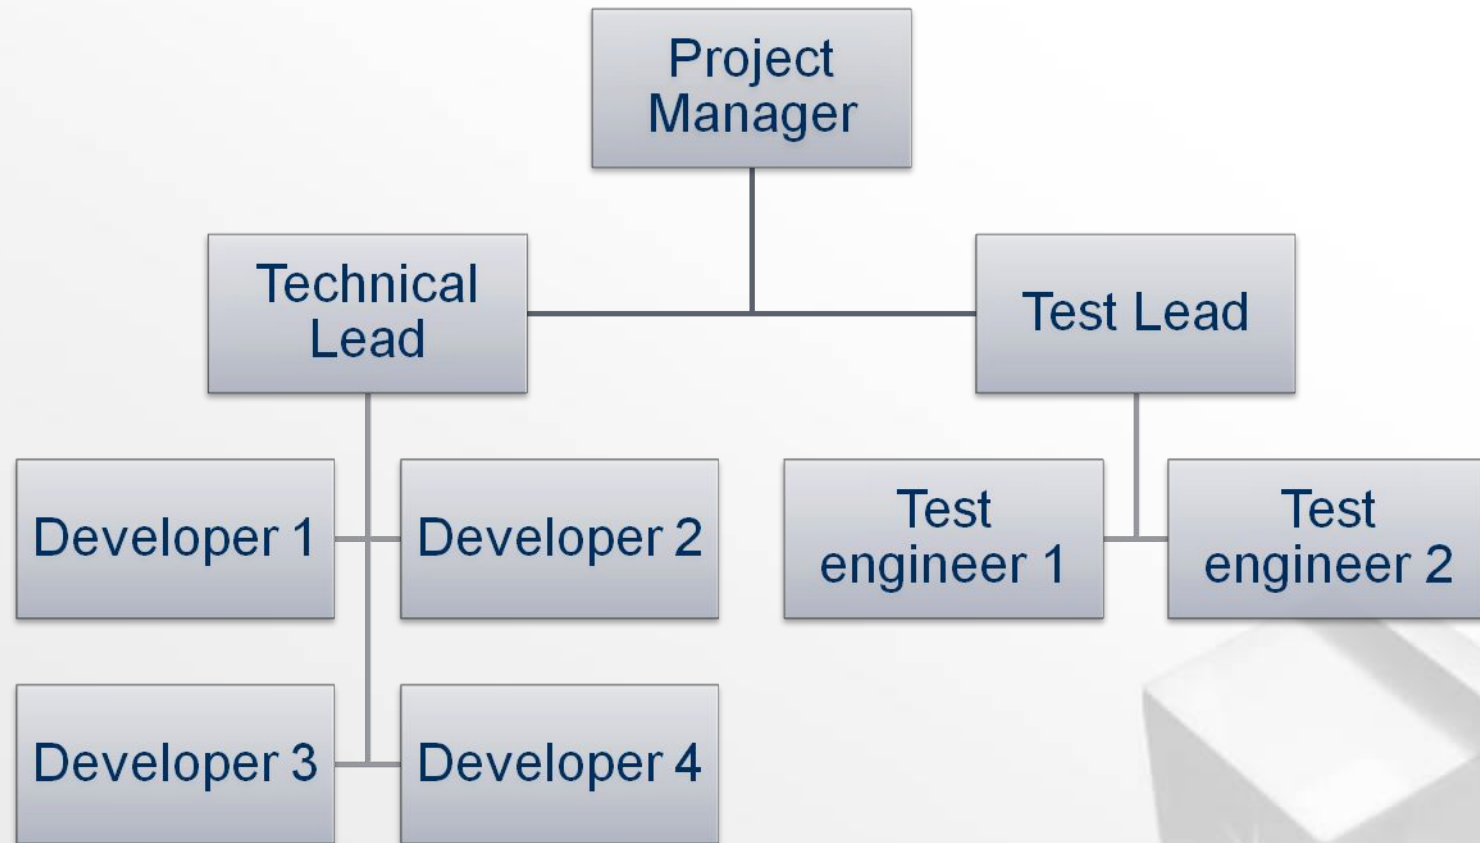 Project
Manager
Technical
Lead
Test Lead
Developer 1
Developer 2
Test
engineer 1
Test
engineer 2
Developer 3
Developer 4